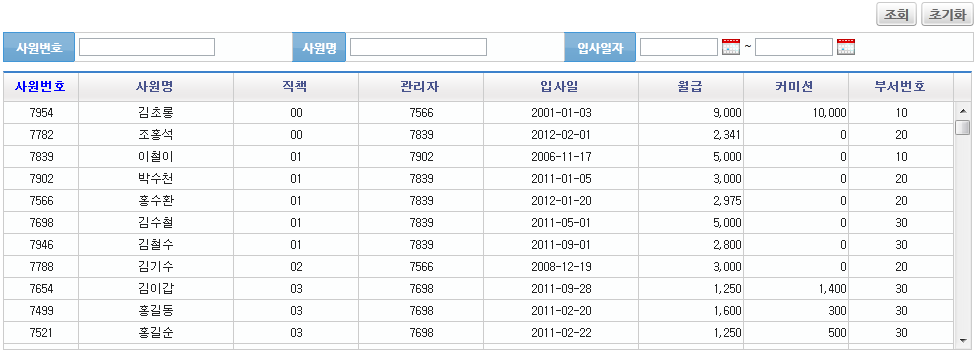 조회 초기화
사원번호 사원명 입사일자 ~
사원번호 사원명 직책 관리자 입사일 월급 커미션 부서번호
7954 김초롱 00 7566 2001-01-03 9,000 10,000 10
7782 조홍석 00 7839 2012-02-01 2,341 0 20
7839 이철이 01 7902 2006-11-17 5,000 0 10
7902 박수천 01 7839 2011-01-05 3,000 0 20
7566 홍수환 01 7839 2012-01-20 2,975 0 20
7698 김수철 01 7839 2011-05-01 5,000 0 30
7946 김철수 01 7839 2011-09-01 2,800 0 30
7788 김기수 02 7566 2008-12-19 3,000 0 20
7654 김이갑 03 7698 2011-09-28 1,250 1,400 30
7499 홍길동 03 7698 2011-02-20 1,600 300 30
7521 홍길순 03 7698 2011-02-22 1,250 500 30